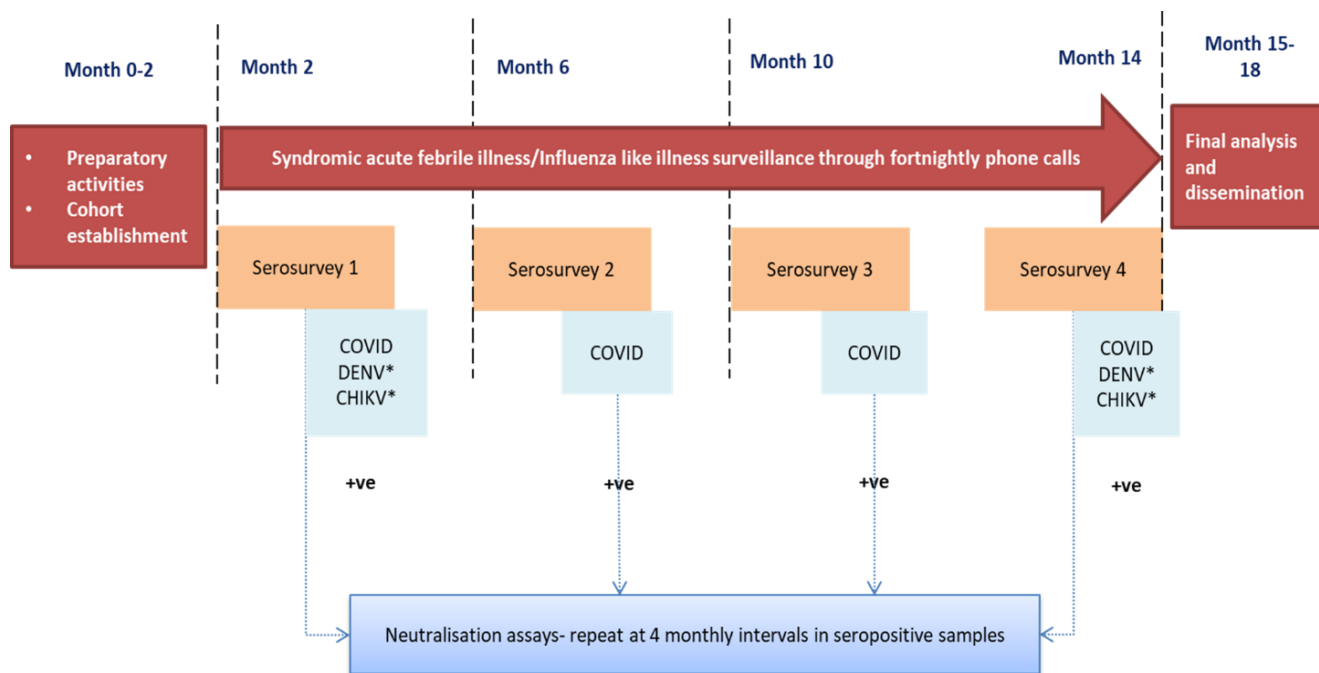 Month 0-2
Month 2
Month 6
Month 10
Month 14
Month 15-
18
• Preparatory
activities
• Cohort
establishment
Syndromic acute febrile illness/Influenza like illness surveillance through fortnightly phone calls
Final analysis
and
dissemination
Serosurvey 1
Serosurvey 2
Serosurvey 3
Serosurvey 4
COVID
DENV*
CHIKV*
COVID
COVID
COVID
DENV*
CHIKV*
+ve
+ve
+ve
+ve
Neutralisation assays- repeat at 4 monthly intervals in seropositive samples